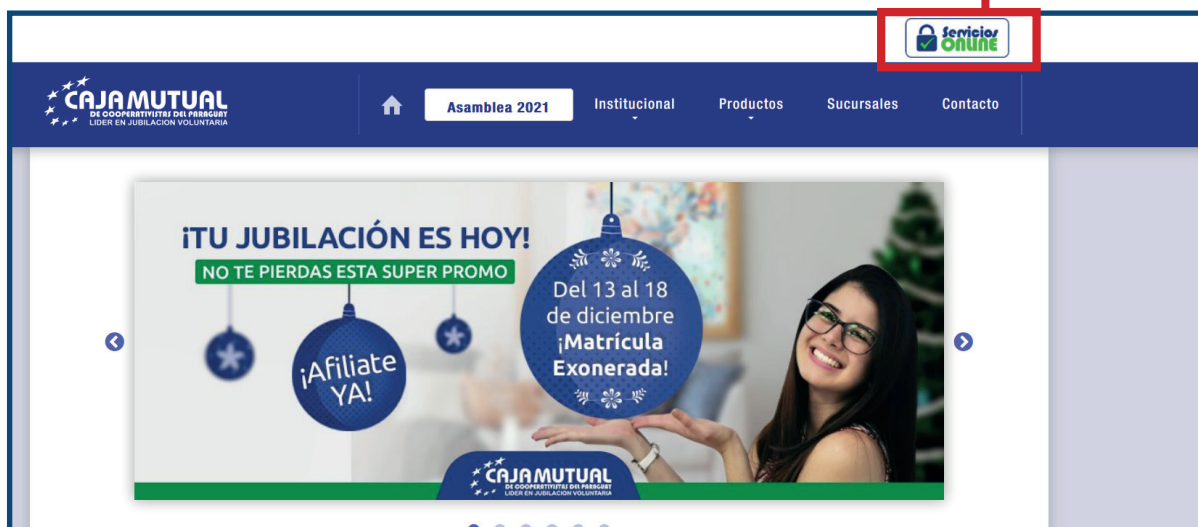 Servicios
ONLINE
CAJA MUTUAL
DE COOPERATIVISTAS DEL PARAGUAY
LIDER EN JUBILACION VOLUNTARIA
Asamblea 2021
Institucional
Productos
Sucursales
Contacto
¡TU JUBILACIÓN ES HOY!
NO TE PIERDAS ESTA SUPER PROMO
¡Afiliate
YA!
Del 13 al 18
de diciembre
¡Matrícula
Exonerada!
CAJA MUTUAL
DE COOPERATIVISTAS DEL PARAGUAY
LIDER EN JUBILACION VOLUNTARIA